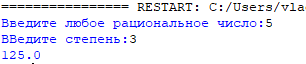 ================ RESTART: C:/Users/vla
Введите любое рациональное число:5
ВВедите степень:3
125.0